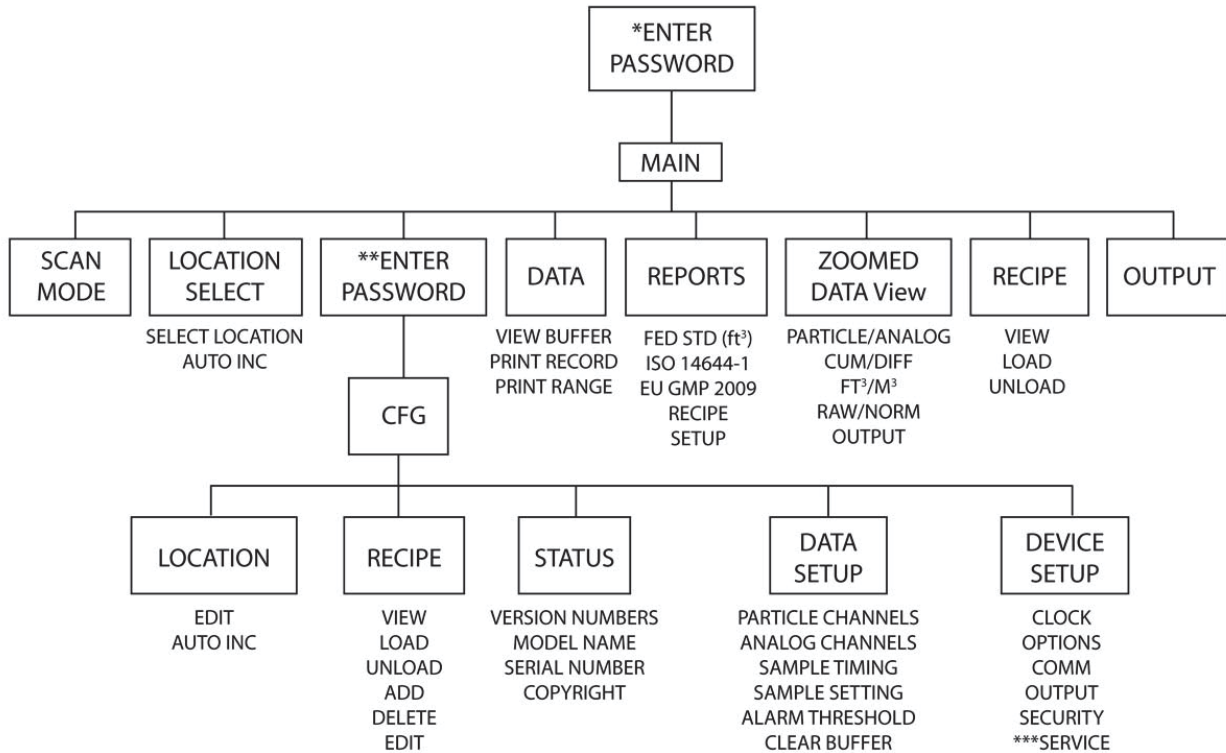 *ENTER
PASSWORD
MAIN
SCAN
MODE
LOCATION
SELECT
SELECT LOCATION
AUTO INC
**ENTER
PASSWORD
DATA
VIEW BUFFER
PRINT RECORD
PRINT RANGE
REPORTS
FED STD (ft³)
ISO 14644-1
EU GMP 2009
RECIPE
SETUP
ZOOMED
DATA View
PARTICLE/ANALOG
CUM/DIFF
FT³/M³
RAW/NORM
OUTPUT
RECIPE
VIEW
LOAD
UNLOAD
OUTPUT
CFG
LOCATION
EDIT
AUTO INC
RECIPE
VIEW
LOAD
UNLOAD
ADD
DELETE
EDIT
STATUS
VERSION NUMBERS
MODEL NAME
SERIAL NUMBER
COPYRIGHT
DATA
SETUP
PARTICLE CHANNELS
ANALOG CHANNELS
SAMPLE TIMING
SAMPLE SETTING
ALARM THRESHOLD
CLEAR BUFFER
DEVICE
SETUP
CLOCK
OPTIONS
COMM
OUTPUT
SECURITY
***SERVICE